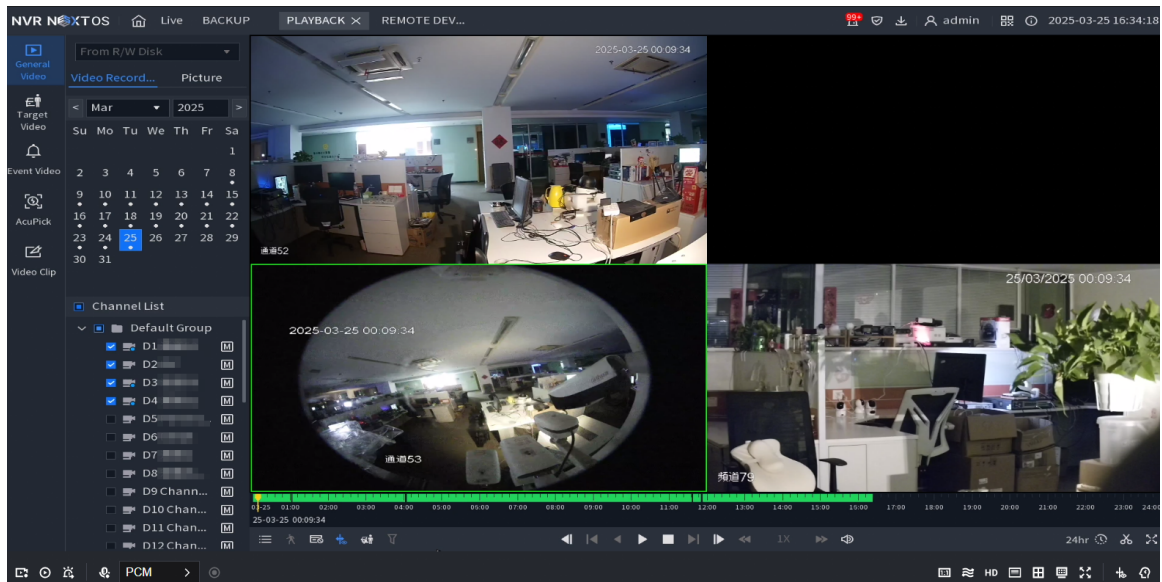 NVR NEXTOS Live BACKUP PLAYBACK REMOTE DEV... 99+ admin 2025-03-25 16:34:18
General Video
Target Video
Event Video
AcuPick
Video Clip
From R/W Disk
Video Record... Picture
< Mar 2025 >
Su Mo Tu We Th Fr Sa
1
2 3 4 5 6 7 8
9 10 11 12 13 14 15
16 17 18 19 20 21 22
23 24 25 26 27 28 29
30 31
Channel List
Default Group
D1 M
D2 M
D3 M
D4 M
D5 M
D6 M
D7 M
D8 M
D9 Chann... M
D10 Chan... M
D11 Chan... M
D12 Chan... M
2025-03-25 00:09:34
通道52
2025-03-25 00:09:34
通道53
25/03/2025 00:09:34
頻道79
03-25 01:00 02:00 03:00 04:00 05:00 06:00 07:00 08:00 09:00 10:00 11:00 12:00 13:00 14:00 15:00 16:00 17:00 18:00 19:00 20:00 21:00 22:00 23:00 24:00
25-03-25 00:09:34
1X 24hr
PCM > HD